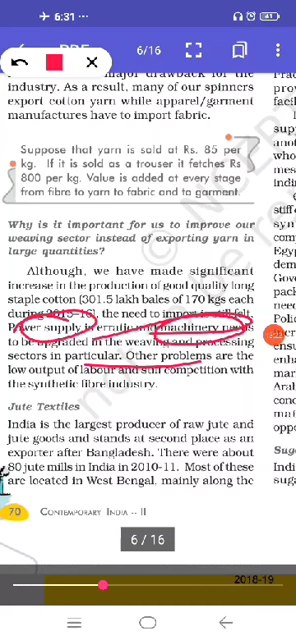 6:31
41
6/16
major drawback for the
industry. As a result, many of our spinners
export cotton yarn while apparel/garment
manufactures have to import fabric.
Suppose that yarn is sold at Rs. 85 per
kg. If it is sold as a trouser it fetches Rs
800 per kg. Value is added at every stage
from fibre to yarn to fabric and to garment.
Why is it important for us to improve our
weaving sector instead of exporting yarn in
large quantities?
Although, we have made significant
increase in the production of good quality long
staple cotton (301.5 lakh bales of 170 kgs each
during 2015-16), the need to import is still felt.
Power supply is erratic and machinery needs
to be upgraded in the weaving and processing
sectors in particular. Other problems are the
low output of labour and stiff competition with
the synthetic fibre industry.
Jute Textiles
India is the largest producer of raw jute and
jute goods and stands at second place as an
exporter after Bangladesh. There were about
80 jute mills in India in 2010-11. Most of these
are located in West Bengal, mainly along the
70 Contemporary India – II
6/16
2018-19